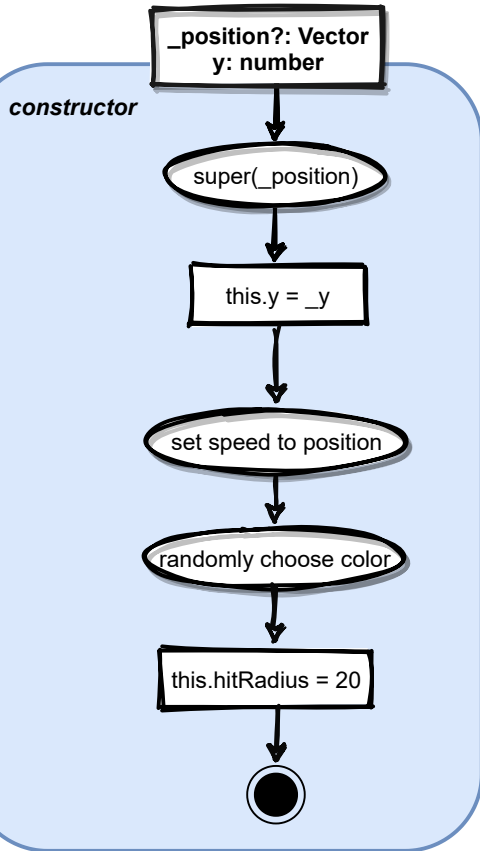 _position?: Vector
y: number
constructor
super(_position)
this.y = _y
set speed to position
randomly choose color
this.hitRadius = 20